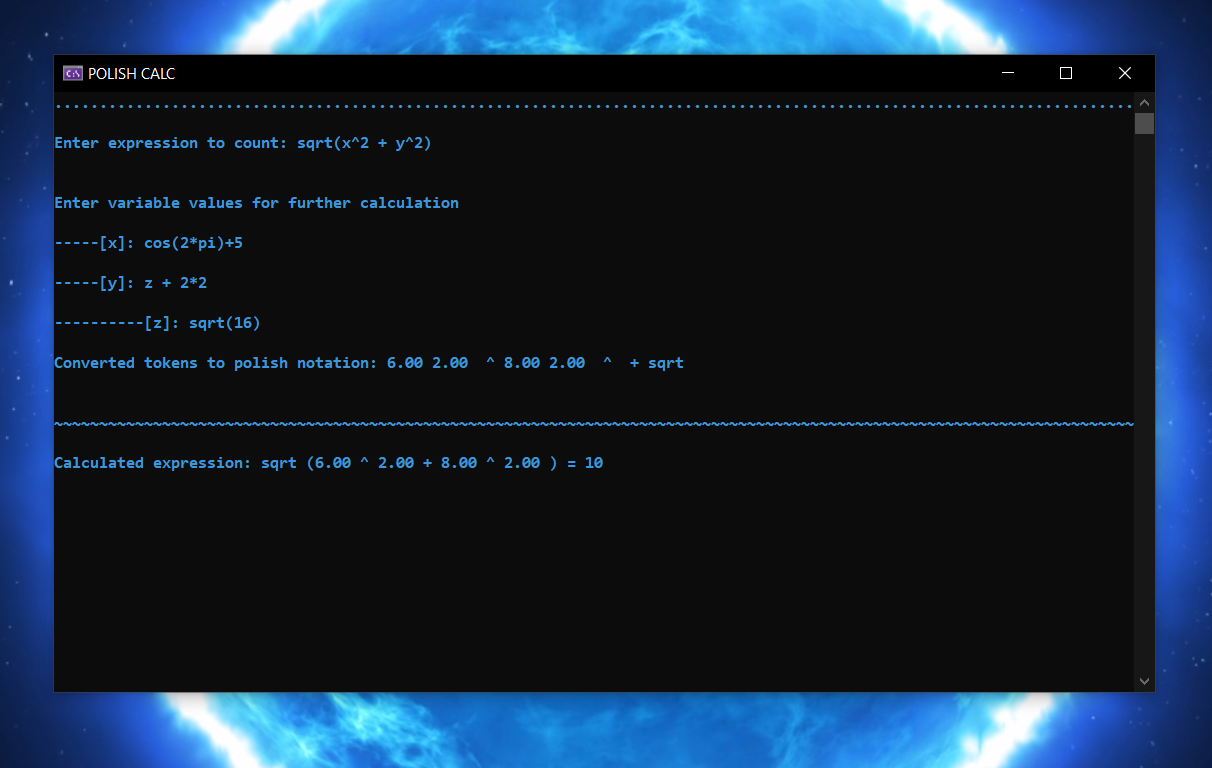 C:\ POLISH CALC
Enter expression to count: sqrt(x^2 + y^2)
Enter variable values for further calculation
-----[x]: cos(2*pi)+5
-----[y]: z + 2*2
----------[z]: sqrt(16)
Converted tokens to polish notation: 6.00 2.00  ^ 8.00 2.00  ^  + sqrt
~~~~~~~~~~~~~~~~~~~~~~~~~~~~~~~~~~~~~~~~~~~~~~~~~~~~~~~~~~~~~~~~~~~~~~~~~~~~~~~~~~~~~~~~~~~~~~~~~~~~~~~~~~~~~~~~~~~~~~~~
Calculated expression: sqrt (6.00 ^ 2.00 + 8.00 ^ 2.00 ) = 10